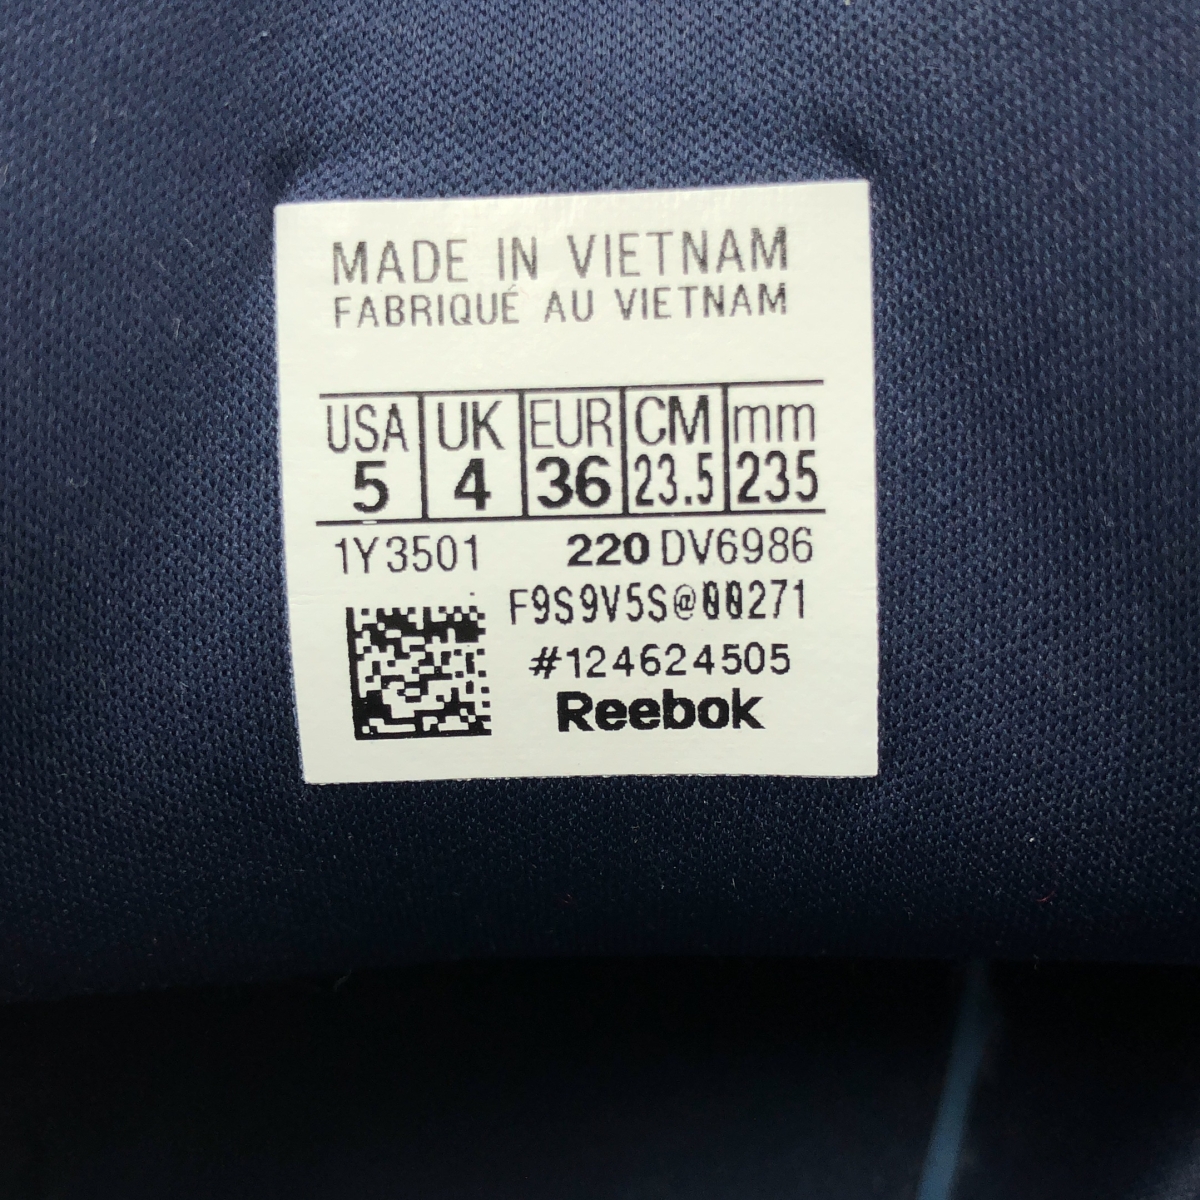 MADE IN VIETNAM
FABRIQUÉ AU VIETNAM
USA UK EUR CM mm
5 4 36 23.5 235
1Y3501 220 DV6986
F9S9V5S@00271
#124624505
Reebok